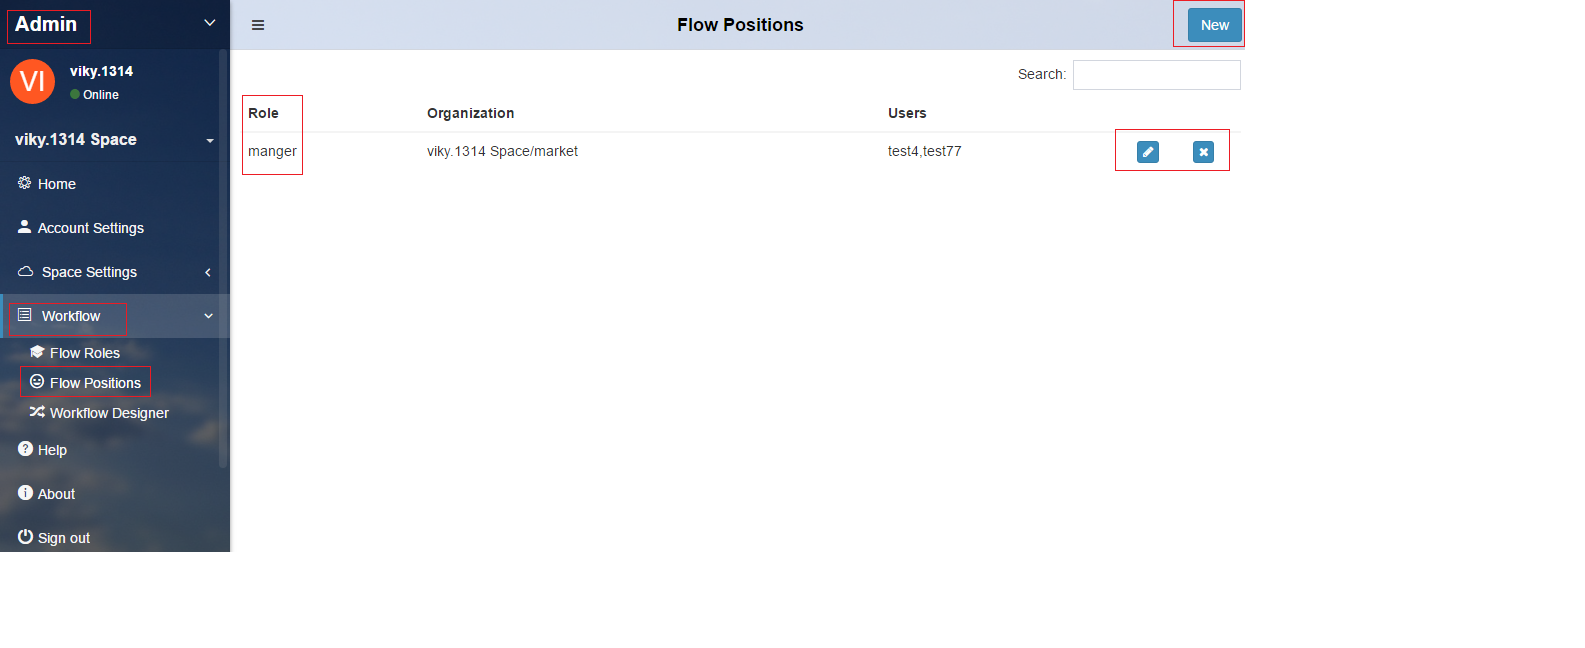 Admin
VI
viky.1314
Online
viky.1314 Space
Home
Account Settings
Space Settings
Workflow
Flow Roles
Flow Positions
Workflow Designer
Help
About
Sign out
Flow Positions
New
Search:
Role Organization Users
manger viky.1314 Space/market test4,test77